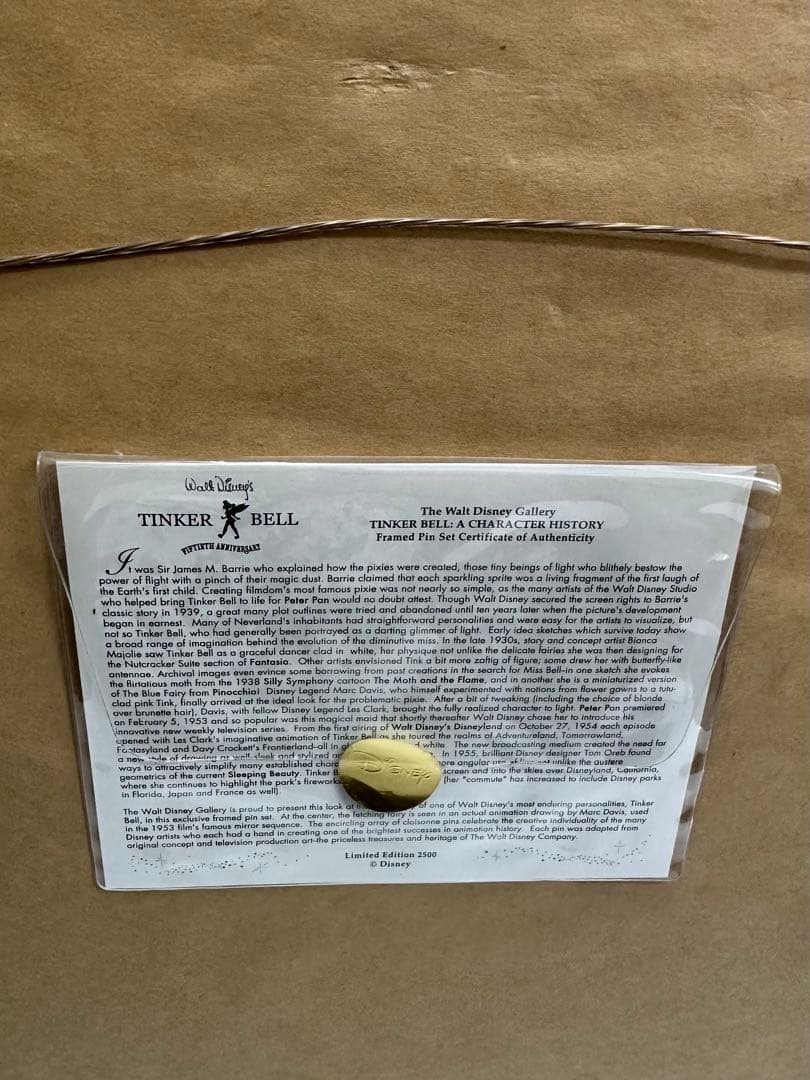 Walt Disney's
TINKER BELL
FIFTIETH ANNIVERSARY
The Walt Disney Gallery
TINKER BELL: A CHARACTER HISTORY
Framed Pin Set Certificate of Authenticity
It was Sir James M. Barrie who explained how the pixies were created, those tiny beings of light who blithely bestow the
power of flight with a pinch of their magic dust. Barrie claimed that each sparkling sprite was a living fragment of the first laugh of
the Earth's first child. Creating filmdom's most famous pixie was not nearly so simple, as the many artists of the Walt Disney Studio
who helped bring Tinker Bell to life for Peter Pan would no doubt attest. Though Walt Disney secured the screen rights to Barrie's
classic story in 1939, a great many plot outlines were tried and abandoned until ten years later when the picture's development
began in earnest. Many of Neverland's inhabitants had straightforward personalities and were easy for the artists to visualize, but
not so Tinker Bell, who had generally been portrayed as a darting glimmer of light. Early idea sketches which survive today show
a broad range of imagination behind the evolution of the diminutive miss. In the late 1930s, story and concept artist Bianca
Majolie saw Tinker Bell as a graceful dancer clad in white, her physique not unlike the delicate fairies she was then designing for
the Nutcracker Suite section of Fantasia. Other artists envisioned Tink a bit more zaftig of figure; some drew her with butterfly-like
antennae. Archival images even evince some borrowing from past creations in the search for Miss Bell-in one sketch she evokes
the flirtatious moth from the 1938 Silly Symphony cartoon The Moth and the Flame, and in another she is a miniaturized version
of The Blue Fairy from Pinocchio! Disney Legend Marc Davis, who himself experimented with notions from flower gowns to a tutu-
clad pink Tink, finally arrived at the ideal look for the problematic pixie. After a bit of tweaking (including the choice of blonde
over brunette hair), Davis, with fellow Disney Legend Les Clark, brought the fully realized character to light. Peter Pan premiered
on February 5, 1953 and so popular was this magical maid that shortly thereafter Walt Disney chose her to introduce his
innovative new weekly television series. From the first airing of Walt Disney's Disneyland on October 27, 1954 each episode
opened with Les Clark's imaginative animation of Tinker Bell as she toured the realms of Adventureland, Tomorrowland,
Fantasyland and Davy Crockett's Frontierland-all in white. The new broadcasting medium created the need for
a new style of drawing as well-sleek and stylized In 1955, brilliant Disney designer Tom Oreb found
ways to attractively simplify many established more angular unlike the austere
geometrics of the current Sleeping Beauty. Tinker screen and into the skies over Disneyland, California,
where she continues to highlight the park's (her "commute" has increased to include Disney parks
in Florida, Japan and France as well).
The Walt Disney Gallery is proud to present this look at of one of Walt Disney's most enduring personalities, Tinker
Bell, in this exclusive framed pin set. At the center, the fetching fairy is seen in an actual animation drawing by Marc Davis, used
in the 1953 film's famous mirror sequence. The encircling array of cloisonne pins celebrate the creative individuality of the many
Disney artists who each had a hand in creating one of the brightest successes in animation history. Each pin was adapted from
original concept and television production art-the priceless treasures and heritage of The Walt Disney Company.
Limited Edition 2500
© Disney
DISNEY